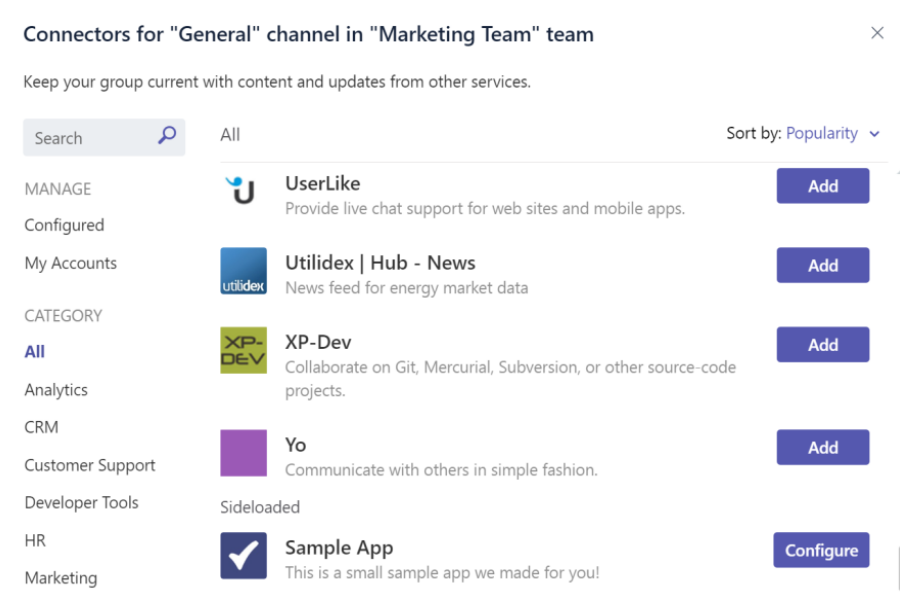 Connectors for "General" channel in "Marketing Team" team
Keep your group current with content and updates from other services.
Search
All
Sort by: Popularity
MANAGE
Configured
My Accounts
CATEGORY
All
Analytics
CRM
Customer Support
Developer Tools
HR
Marketing
UserLike
Provide live chat support for web sites and mobile apps.
Add
utilidex
Utilidex | Hub - News
News feed for energy market data
Add
XP-
DEV
XP-Dev
Collaborate on Git, Mercurial, Subversion, or other source-code
projects.
Add
Yo
Communicate with others in simple fashion.
Add
Sideloaded
Sample App
This is a small sample app we made for you!
Configure